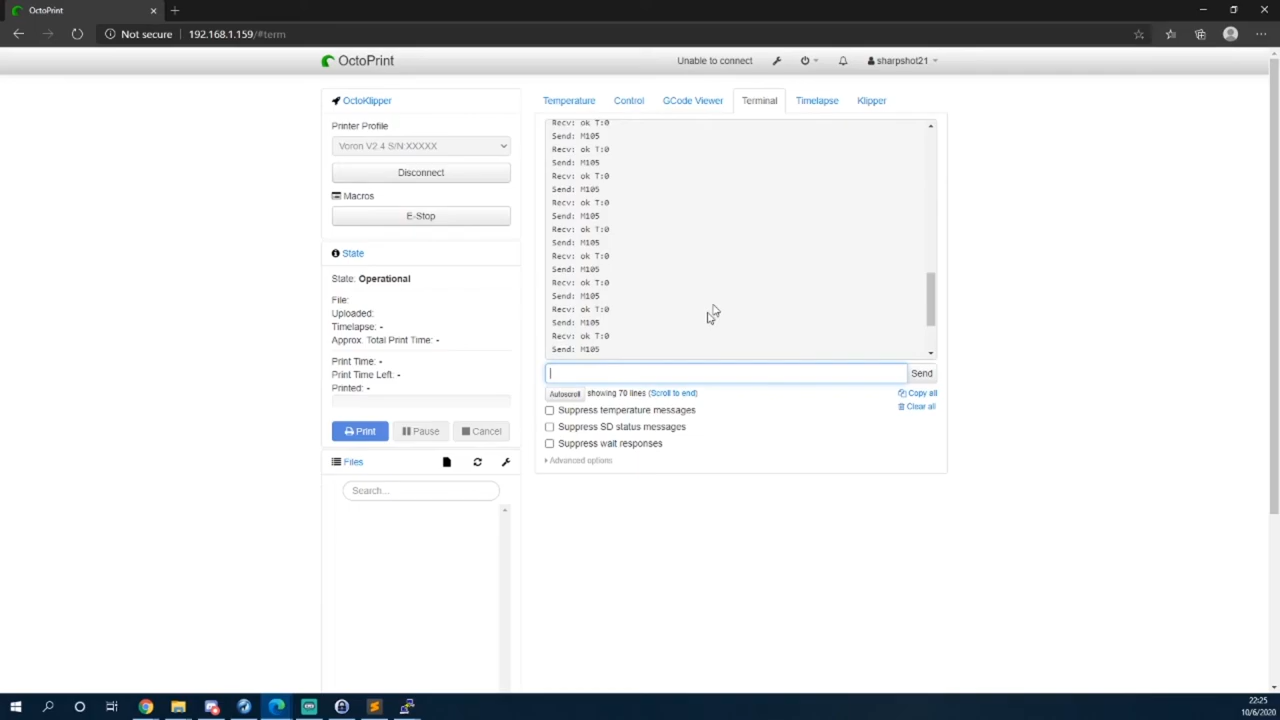 OctoPrint
Not secure
192.168.1.159/#term
OctoPrint
Unable to connect
sharpshot21
OctoKlipper
Printer Profile
Voron V2.4 S/N:XXXXX
Disconnect
Macros
E-Stop
State
State: Operational
File:
Uploaded:
Timelapse: -
Approx. Total Print Time: -
Print Time: -
Print Time Left: -
Printed: -
Print
Pause
Cancel
Files
Search...
Temperature
Control
GCode Viewer
Terminal
Timelapse
Klipper
Recv: ok T:0
Send: M105
Recv: ok T:0
Send: M105
Recv: ok T:0
Send: M105
Recv: ok T:0
Send: M105
Recv: ok T:0
Send: M105
Recv: ok T:0
Send: M105
Recv: ok T:0
Send: M105
Recv: ok T:0
Send: M105
Recv: ok T:0
Send: M105
Send
Autoscroll
showing 70 lines (Scroll to end)
Copy all
Clear all
Suppress temperature messages
Suppress SD status messages
Suppress wait responses
Advanced options
22:25
10/6/2020